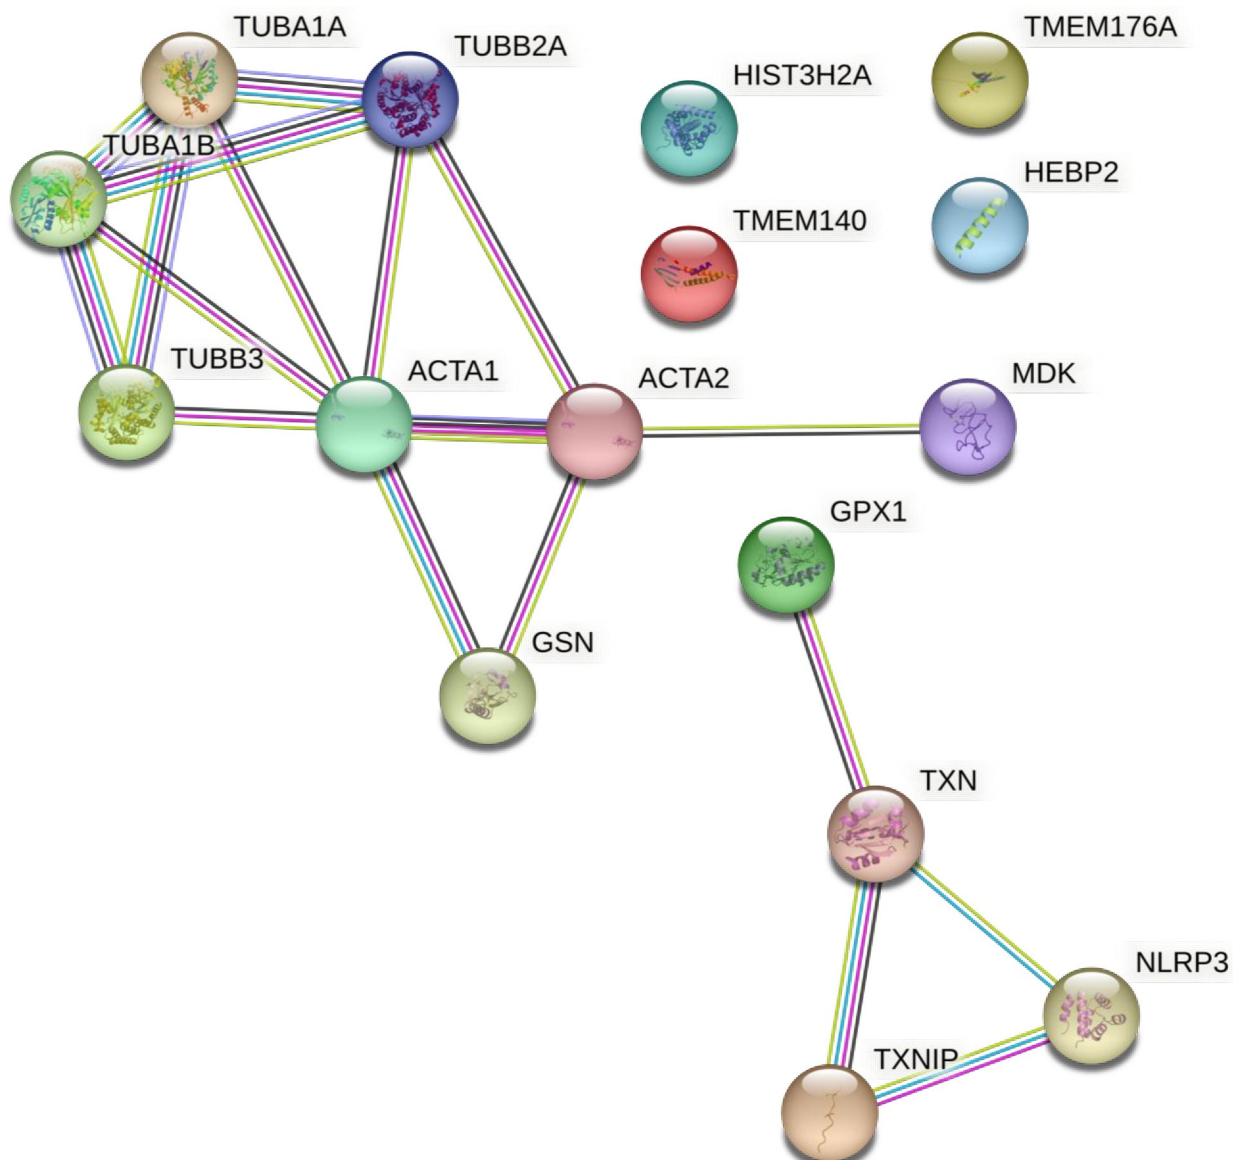 TUBA1A
TMEM176A
TUBB2A
HIST3H2A
TUBA1B
HEBP2
TMEM140
TUBB3
ACTA1
ACTA2
MDK
GPX1
GSN
TXN
NLRP3
TXNIP